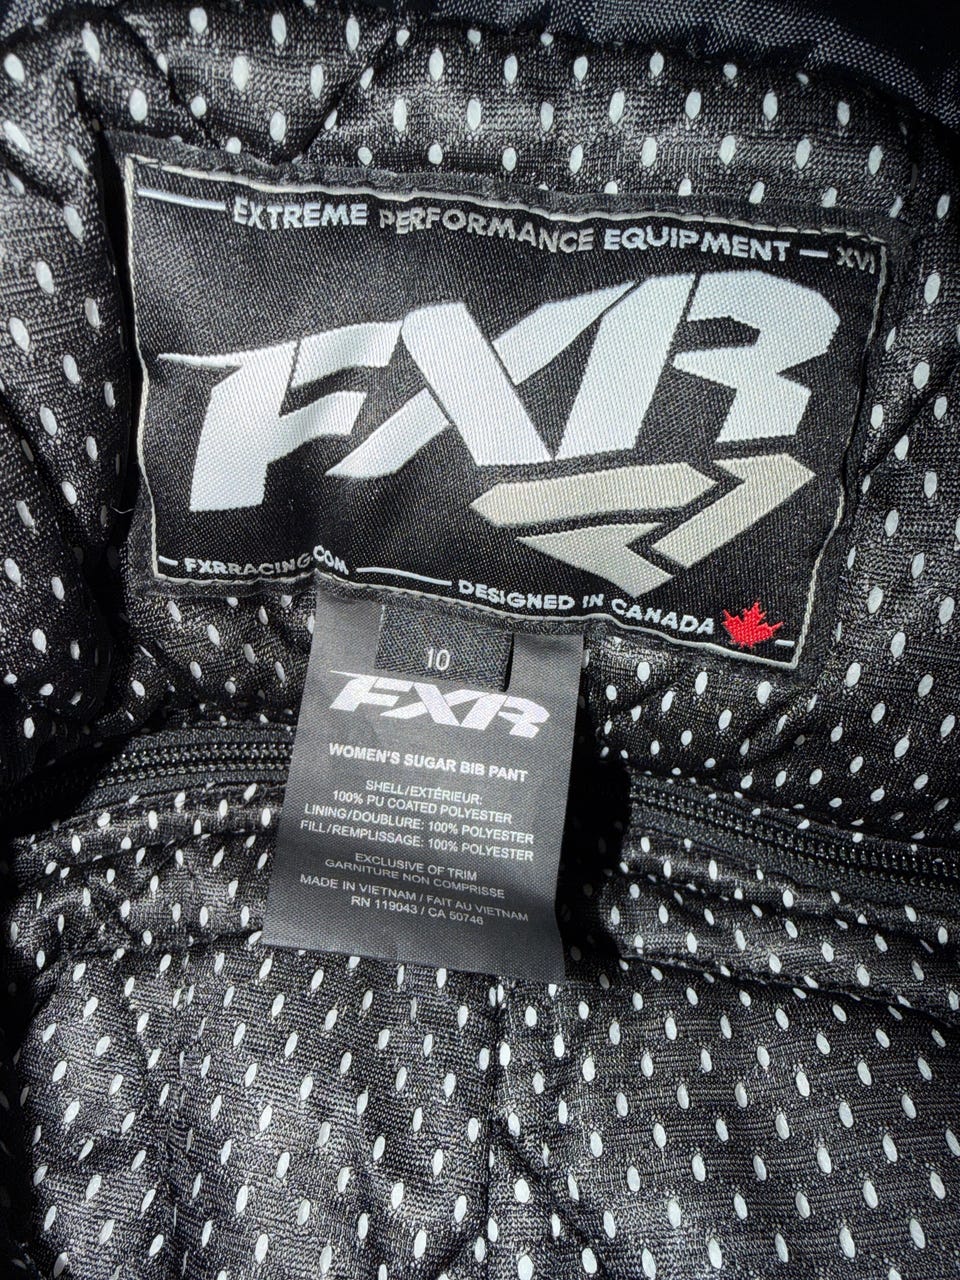 EXTREME PERFORMANCE EQUIPMENT — XVI
FXR
FXRRACING.COM
DESIGNED IN CANADA
10
FXR
WOMEN'S SUGAR BIB PANT
SHELL/EXTÉRIEUR:
100% PU COATED POLYESTER
LINING/DOUBLURE: 100% POLYESTER
FILL/REMPLISSAGE: 100% POLYESTER
EXCLUSIVE OF TRIM
GARNITURE NON COMPRISSE
MADE IN VIETNAM / FAIT AU VIETNAM
RN 119043 / CA 50746